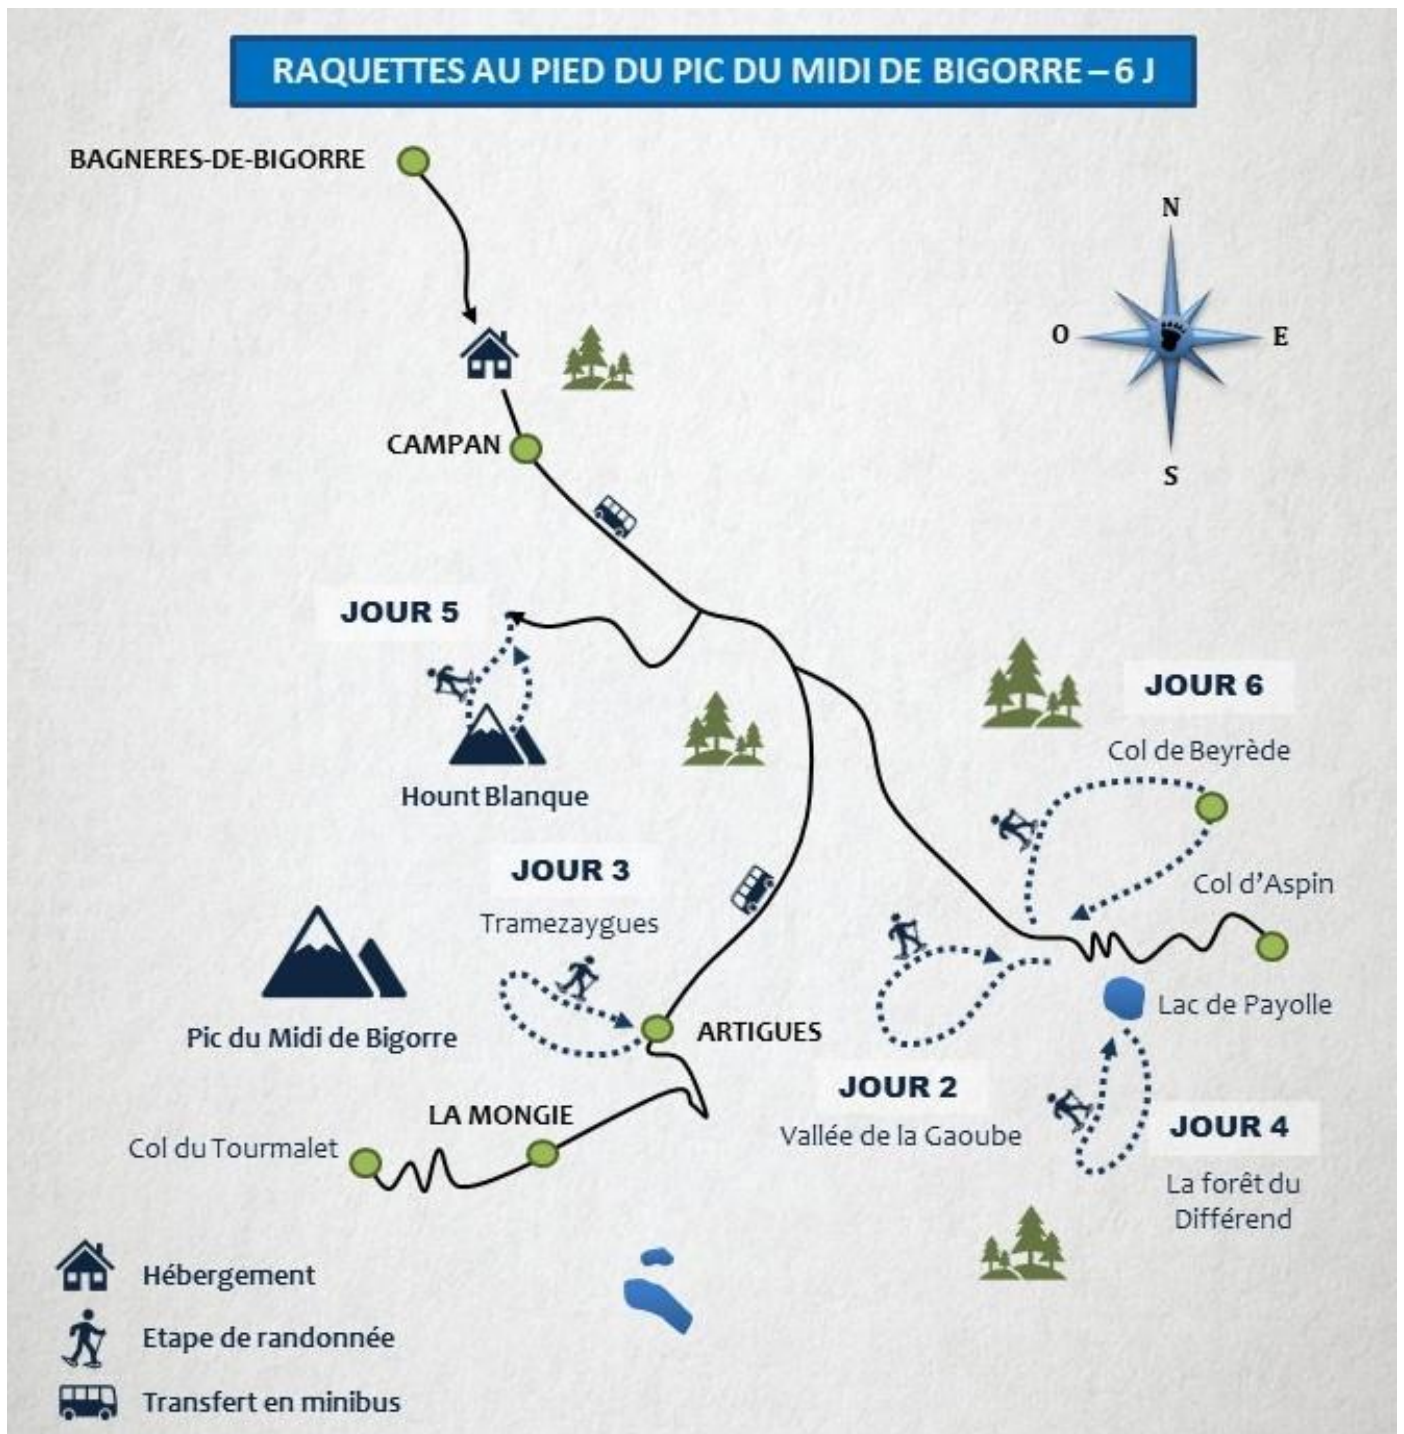 RAQUETTES AU PIED DU PIC DU MIDI DE BIGORRE – 6 J
BAGNERES-DE-BIGORRE
N
O
E
S
CAMPAN
JOUR 5
Hount Blanque
JOUR 6
Col de Beyrède
JOUR 3
Tramezaygues
Col d'Aspin
Pic du Midi de Bigorre
ARTIGUES
Lac de Payolle
JOUR 2
Vallée de la Gaoube
LA MONGIE
Col du Tourmalet
JOUR 4
La forêt du
Différend
Hébergement
Etape de randonnée
Transfert en minibus